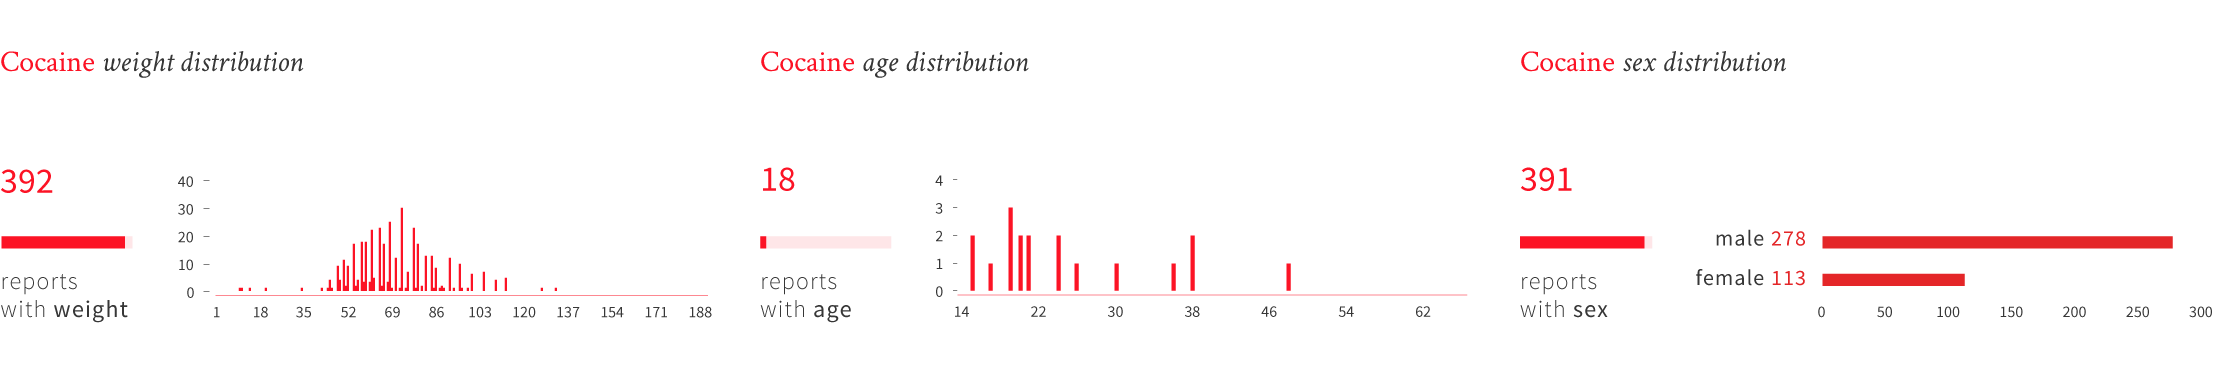 Cocaine weight distribution
392
reports
with weight
40
30
20
10
0
1 18 35 52 69 86 103 120 137 154 171 188
Cocaine age distribution
18
reports
with age
4
3
2
1
0
14 22 30 38 46 54 62
Cocaine sex distribution
391
reports
with sex
male 278
female 113
0 50 100 150 200 250 300